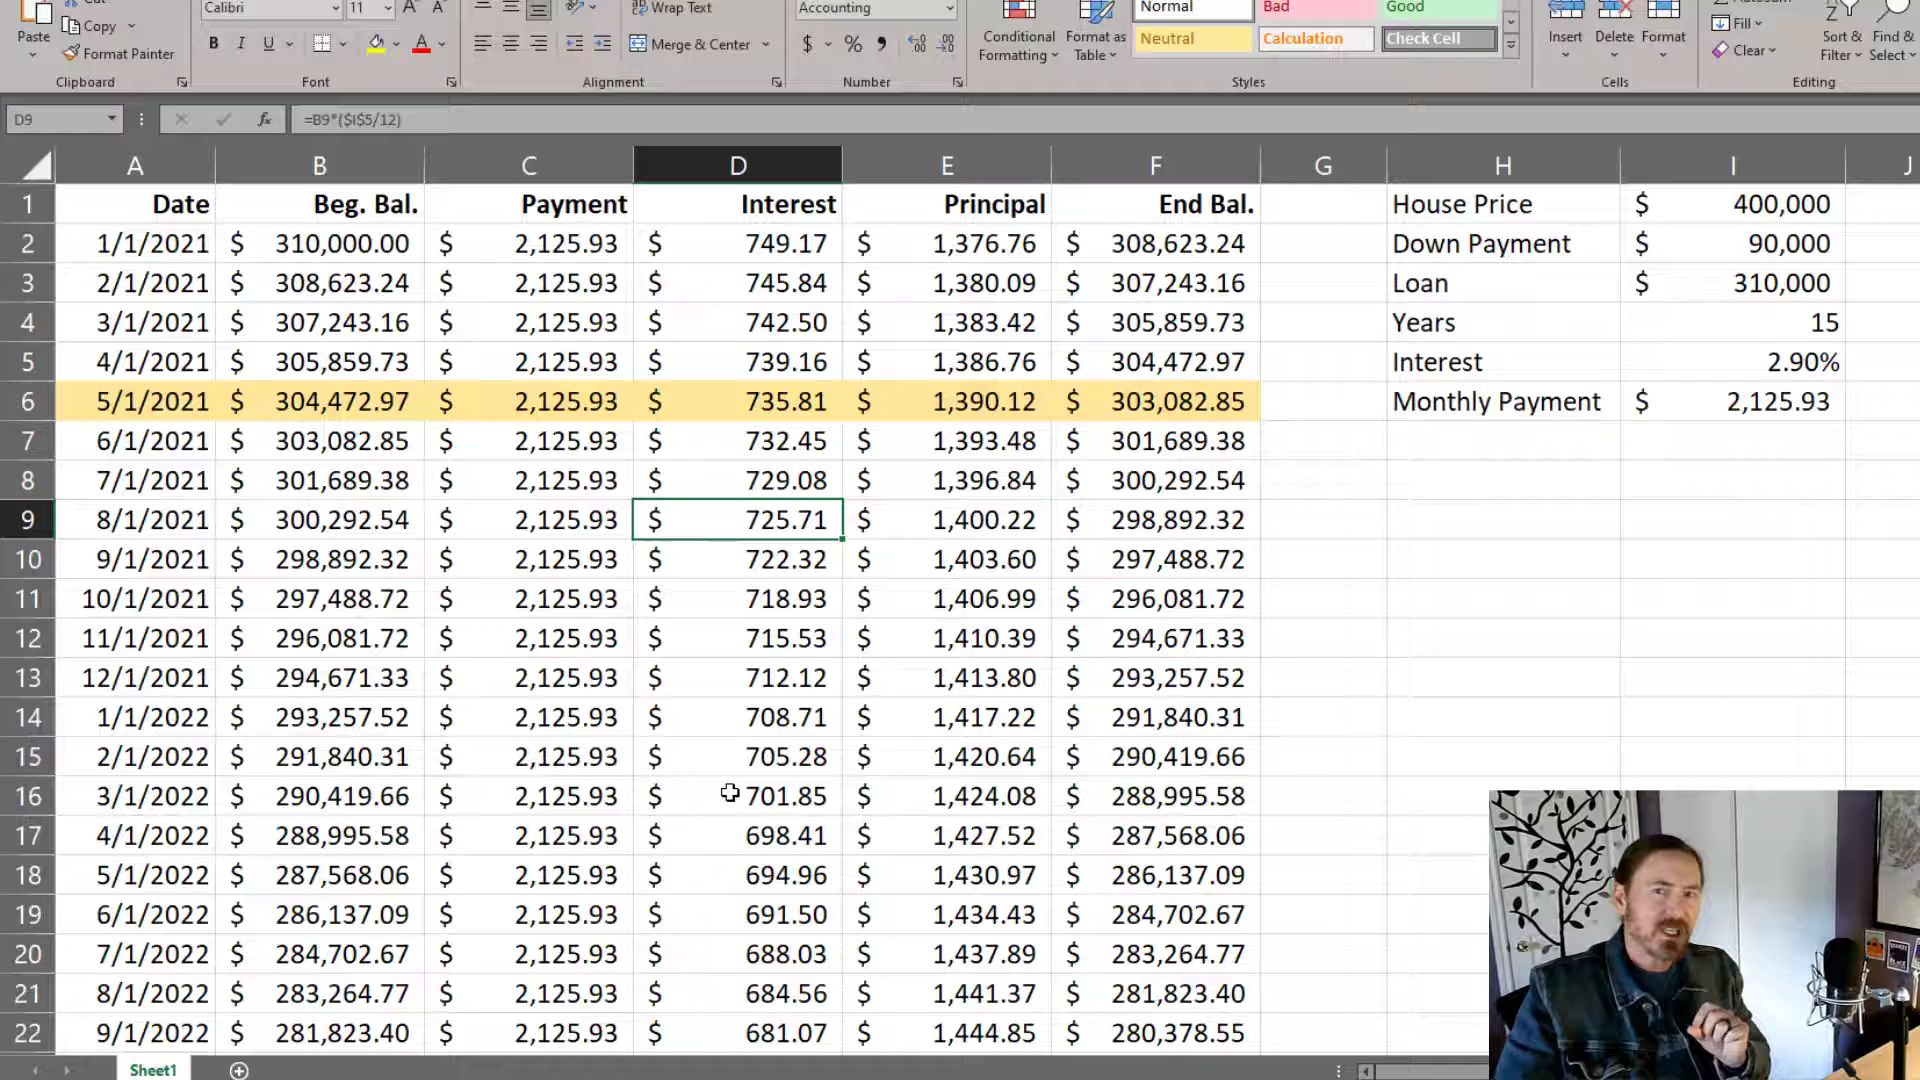 Cut Calibri 11 A A Wrap Text Accounting Normal Bad Good Fill
Paste Copy Format Painter B I U A Merge & Center $ % Conditional Formatting Format as Table Neutral Calculation Check Cell Insert Delete Format Clear Sort & Filter Find & Select
Clipboard Font Alignment Number Styles Cells Editing
D9 fx =B9*($I$5/12)
A B C D E F G H I J
1 Date Beg. Bal. Payment Interest Principal End Bal. House Price $ 400,000
2 1/1/2021 $ 310,000.00 $ 2,125.93 $ 749.17 $ 1,376.76 $ 308,623.24 Down Payment $ 90,000
3 2/1/2021 $ 308,623.24 $ 2,125.93 $ 745.84 $ 1,380.09 $ 307,243.16 Loan $ 310,000
4 3/1/2021 $ 307,243.16 $ 2,125.93 $ 742.50 $ 1,383.42 $ 305,859.73 Years 15
5 4/1/2021 $ 305,859.73 $ 2,125.93 $ 739.16 $ 1,386.76 $ 304,472.97 Interest 2.90%
6 5/1/2021 $ 304,472.97 $ 2,125.93 $ 735.81 $ 1,390.12 $ 303,082.85 Monthly Payment $ 2,125.93
7 6/1/2021 $ 303,082.85 $ 2,125.93 $ 732.45 $ 1,393.48 $ 301,689.38
8 7/1/2021 $ 301,689.38 $ 2,125.93 $ 729.08 $ 1,396.84 $ 300,292.54
9 8/1/2021 $ 300,292.54 $ 2,125.93 $ 725.71 $ 1,400.22 $ 298,892.32
10 9/1/2021 $ 298,892.32 $ 2,125.93 $ 722.32 $ 1,403.60 $ 297,488.72
11 10/1/2021 $ 297,488.72 $ 2,125.93 $ 718.93 $ 1,406.99 $ 296,081.72
12 11/1/2021 $ 296,081.72 $ 2,125.93 $ 715.53 $ 1,410.39 $ 294,671.33
13 12/1/2021 $ 294,671.33 $ 2,125.93 $ 712.12 $ 1,413.80 $ 293,257.52
14 1/1/2022 $ 293,257.52 $ 2,125.93 $ 708.71 $ 1,417.22 $ 291,840.31
15 2/1/2022 $ 291,840.31 $ 2,125.93 $ 705.28 $ 1,420.64 $ 290,419.66
16 3/1/2022 $ 290,419.66 $ 2,125.93 $ 701.85 $ 1,424.08 $ 288,995.58
17 4/1/2022 $ 288,995.58 $ 2,125.93 $ 698.41 $ 1,427.52 $ 287,568.06
18 5/1/2022 $ 287,568.06 $ 2,125.93 $ 694.96 $ 1,430.97 $ 286,137.09
19 6/1/2022 $ 286,137.09 $ 2,125.93 $ 691.50 $ 1,434.43 $ 284,702.67
20 7/1/2022 $ 284,702.67 $ 2,125.93 $ 688.03 $ 1,437.89 $ 283,264.77
21 8/1/2022 $ 283,264.77 $ 2,125.93 $ 684.56 $ 1,441.37 $ 281,823.40
22 9/1/2022 $ 281,823.40 $ 2,125.93 $ 681.07 $ 1,444.85 $ 280,378.55
Sheet1